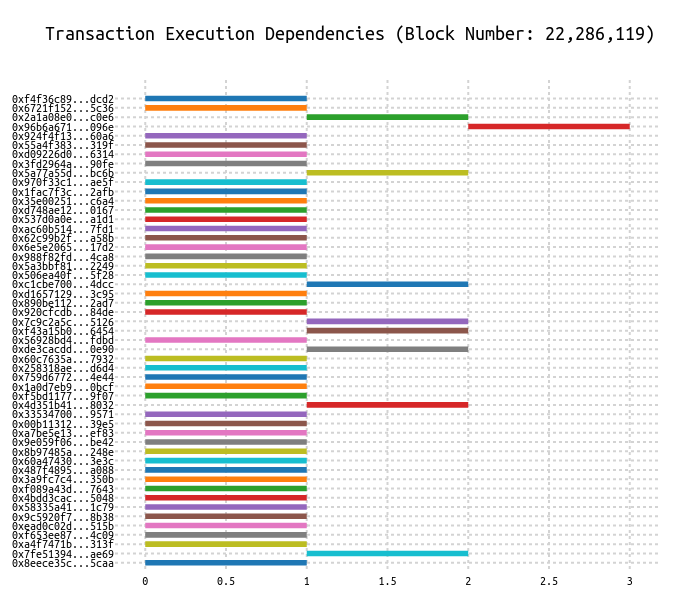 Transaction Execution Dependencies (Block Number: 22,286,119)
0xf4f36c89...dcd2
0x6721f152...5c36
0x2a1a08e0...c0e6
0x96b6a671...096e
0x924f4f13...60a6
0x55a4f383...319f
0xd09226d0...6314
0x3fd2964a...90fe
0x5a77a55d...bc6b
0x970f33c1...ae5f
0x1fac7f3c...2afb
0x35e00251...c6a4
0xd748ae12...0167
0x537d0a0e...a1d1
0xac60b514...7fd1
0x62c99b2f...a58b
0x6e5e2065...17d2
0x988f82fd...4ca8
0x5a3bbf81...2249
0x506ea40f...5f28
0xc1cbe700...4dcc
0xd1657129...3c95
0x890be112...2ad7
0x920cfcdb...84de
0x7c9c2a5c...5126
0xf43a15b0...6454
0x56928bd4...fdbd
0xde3cacdd...0e90
0x60c7635a...7932
0x258318ae...d6d4
0x759d6772...4e44
0x1a0d7eb9...0bcf
0xf5bd1177...9f07
0x4d351b41...8032
0x33534700...9571
0x00b11312...39e5
0xa7be5e13...ef83
0x9e059f06...be42
0x8b97485a...248e
0x60a47430...3e3c
0x487f4895...a088
0x3a9fc7c4...350b
0xf089a43d...7643
0x4bdd3cac...5048
0x58335a41...1c79
0x9c5920f7...8b38
0xead0c02d...515b
0xf653ee87...4c09
0xa4f7471b...313f
0x7fe51394...ae69
0x8eece35c...5caa
0 0.5 1 1.5 2 2.5 3